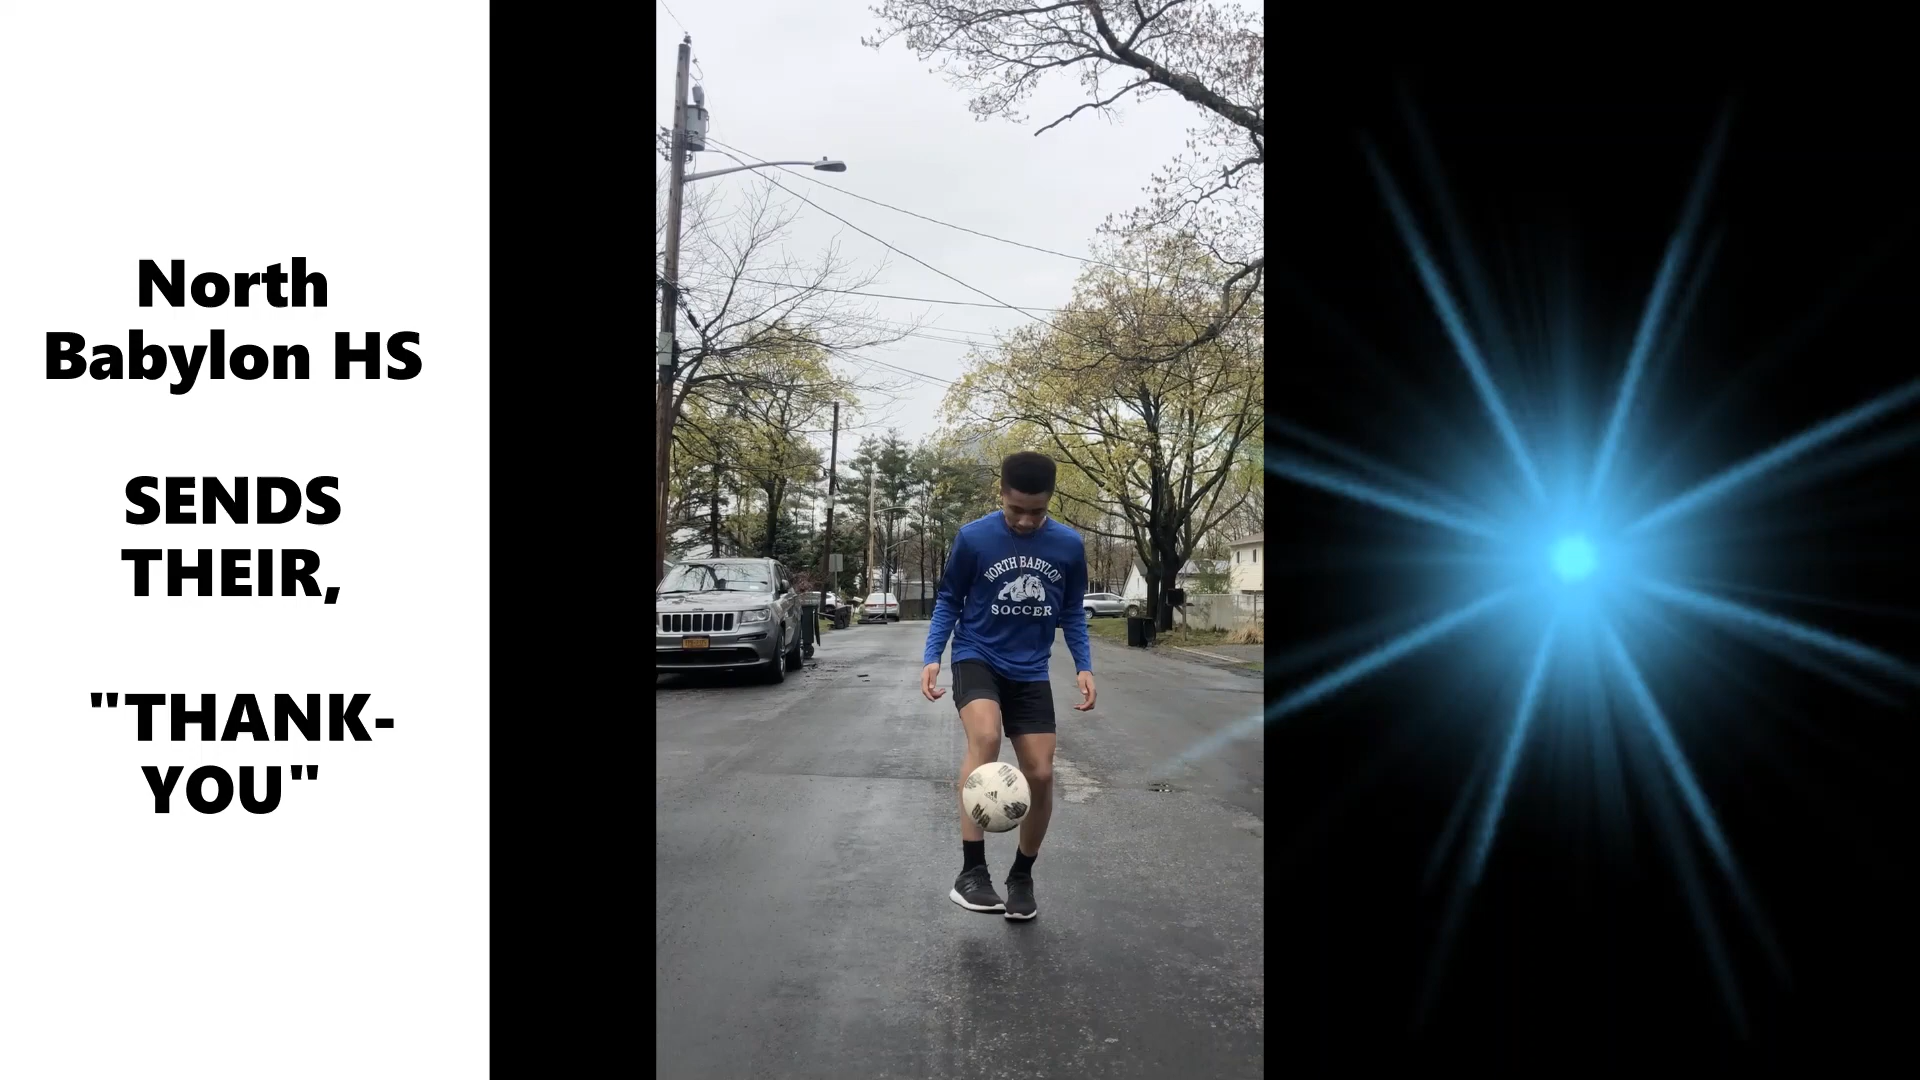 North
Babylon HS
SENDS
THEIR,
"THANK-
YOU"
NORTH BABYLON
SOCCER